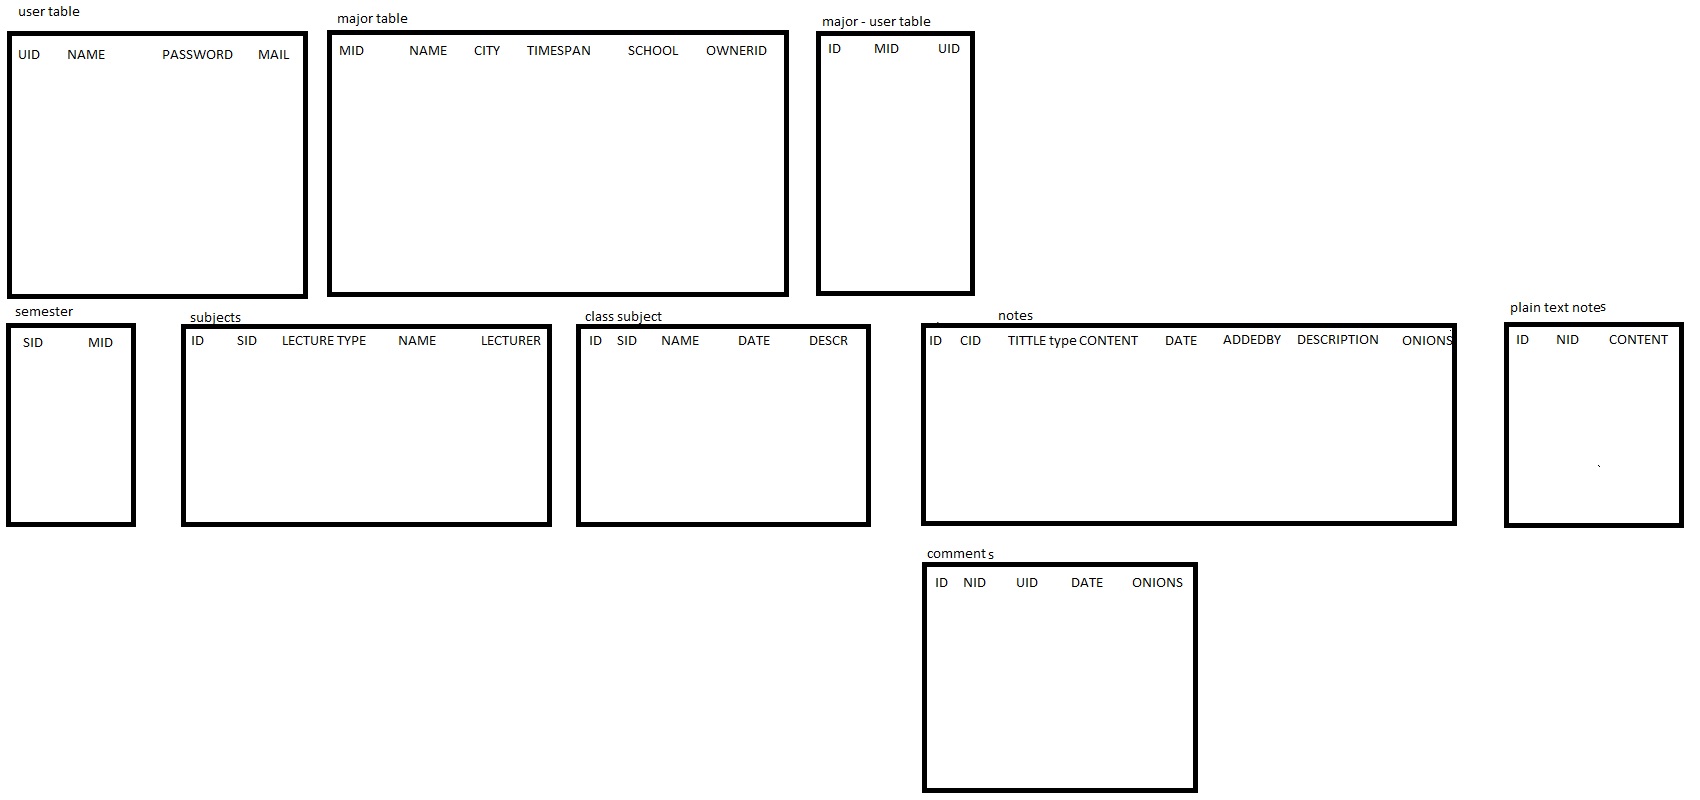 user table
UID NAME PASSWORD MAIL
major table
MID NAME CITY TIMESPAN SCHOOL OWNERID
major - user table
ID MID UID
semester
SID MID
subjects
ID SID LECTURE TYPE NAME LECTURER
class subject
ID SID NAME DATE DESCR
notes
ID CID TITTLE type CONTENT DATE ADDEDBY DESCRIPTION ONIONS
plain text notes
ID NID CONTENT
comments
ID NID UID DATE ONIONS